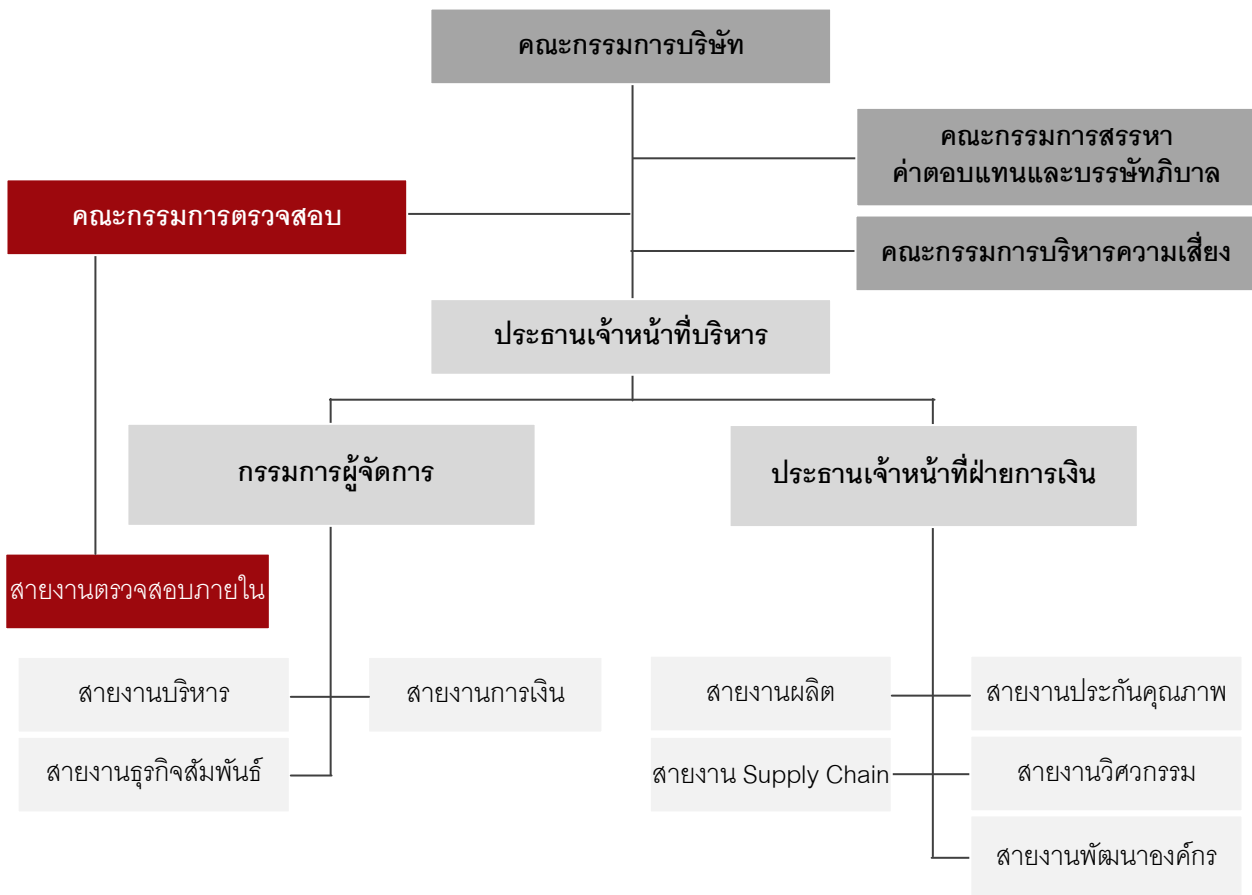 คณะกรรมการบริษัท
คณะกรรมการสรรหา
ค่าตอบแทนและบรรษัทภิบาล
คณะกรรมการตรวจสอบ
คณะกรรมการบริหารความเสี่ยง
ประธานเจ้าหน้าที่บริหาร
กรรมการผู้จัดการ
ประธานเจ้าหน้าที่ฝ่ายการเงิน
สายงานตรวจสอบภายใน
สายงานบริหาร
สายงานการเงิน
สายงานผลิต
สายงานประกันคุณภาพ
สายงานธุรกิจสัมพันธ์
สายงาน Supply Chain
สายงานวิศวกรรม
สายงานพัฒนาองค์กร